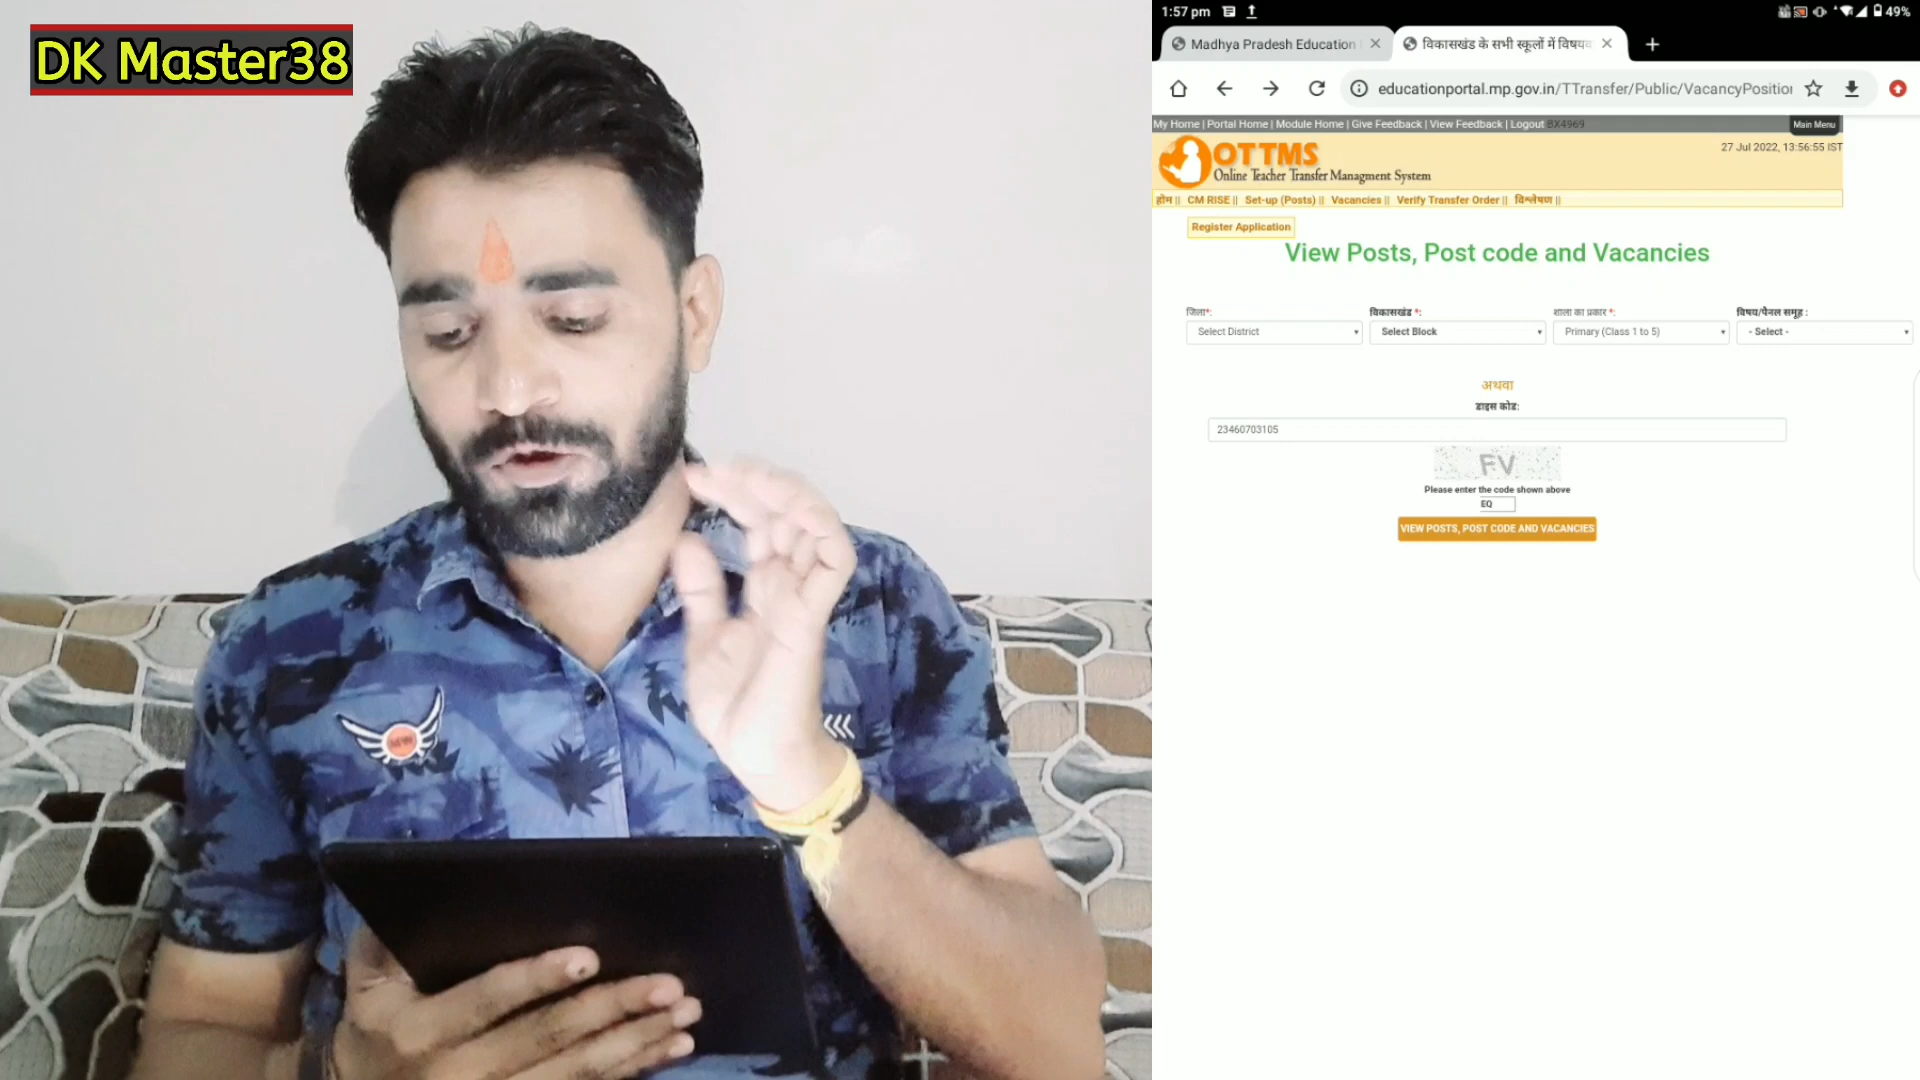 DK Master38
1:57 pm
49%
Madhya Pradesh Education
विकासखंड के सभी स्कूलों में विषयव
educationportal.mp.gov.in/TTransfer/Public/VacancyPosition
My Home | Portal Home | Module Home | Give Feedback | View Feedback | Logout BX4969
Main Menu
OTTMS
Online Teacher Transfer Managment System
27 Jul 2022, 13:56:55 IST
होम || CM RISE || Set-up (Posts) || Vacancies || Verify Transfer Order || विश्लेषण ||
Register Application
View Posts, Post code and Vacancies
जिला*: विकासखंड *: शाला का प्रकार *: विषय/पैनल समूह :
Select District Select Block Primary (Class 1 to 5) - Select -
अथवा
डाइस कोड:
23460703105
FV
Please enter the code shown above
EQ
VIEW POSTS, POST CODE AND VACANCIES